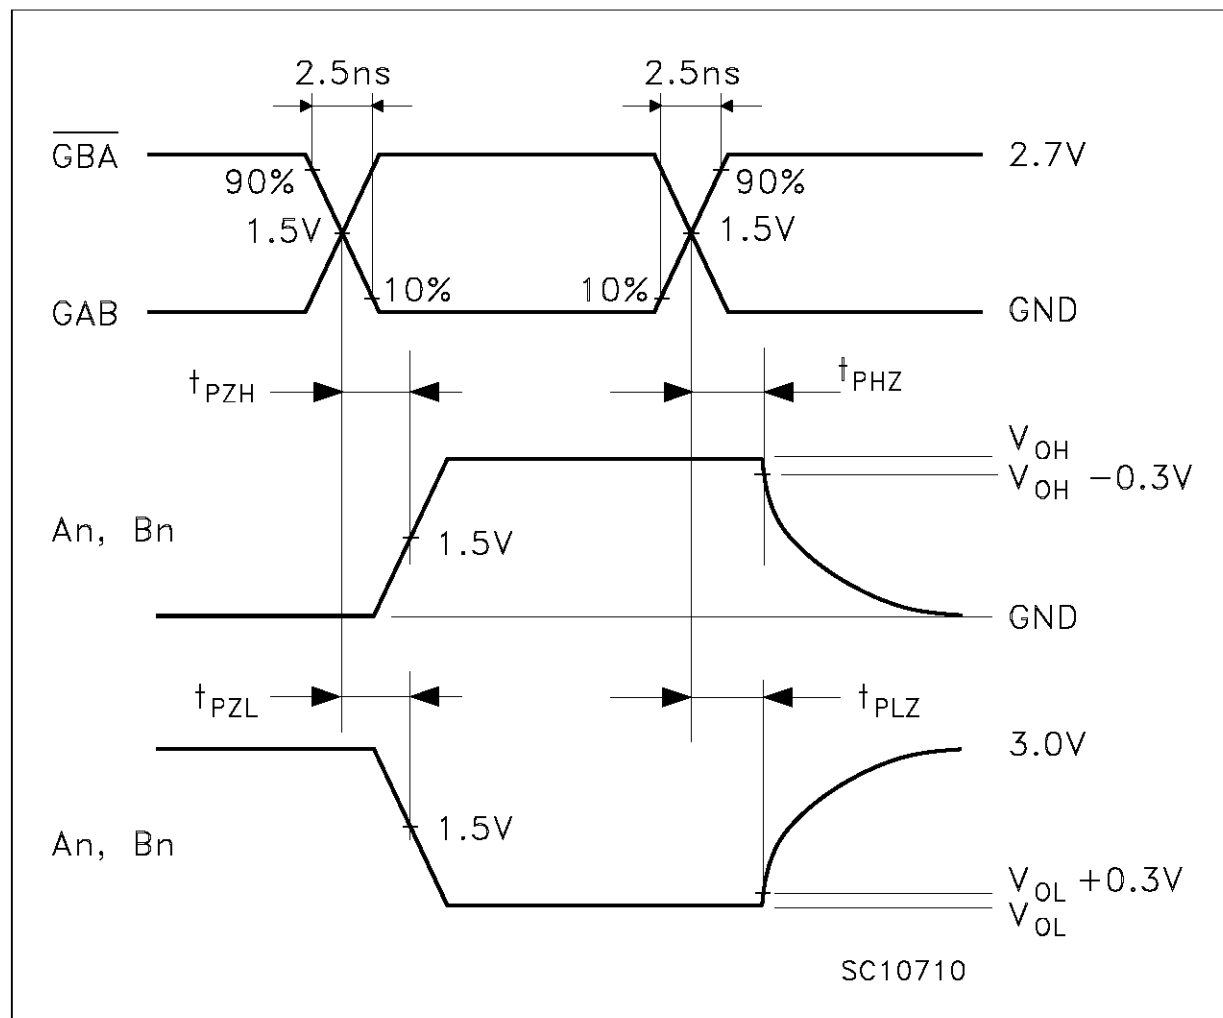 2.5ns 2.5ns
GBA 2.7V
90% 90%
1.5V 1.5V
10% 10%
GAB GND
tPZH tPHZ
VOH
VOH −0.3V
An, Bn 1.5V
GND
tPZL tPLZ
3.0V
An, Bn 1.5V
VOL +0.3V
VOL
SC10710